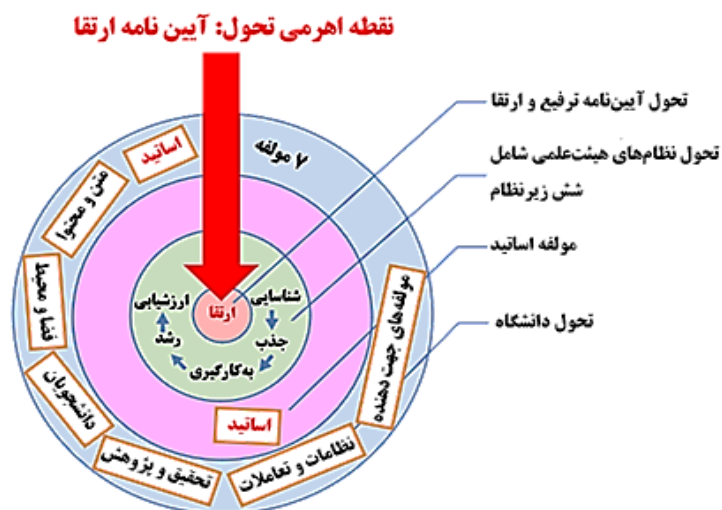 نقطه اهرمی تحول: آیین نامه ارتقا
تحول آیین‌نامه ترفیع و ارتقا
تحول نظام‌های هیئت‌علمی شامل
شش زیرنظام
مولفه اساتید
تحول دانشگاه
۷ مولفه
اساتید
متن و محتوا
فضا و محیط
دانشجویان
تحقیق و پژوهش
نظامات و تعاملات
مولفه‌های جهت دهنده
اساتید
شناسایی
جذب
به‌کارگیری
رشد
ارزشیابی
ارتقا